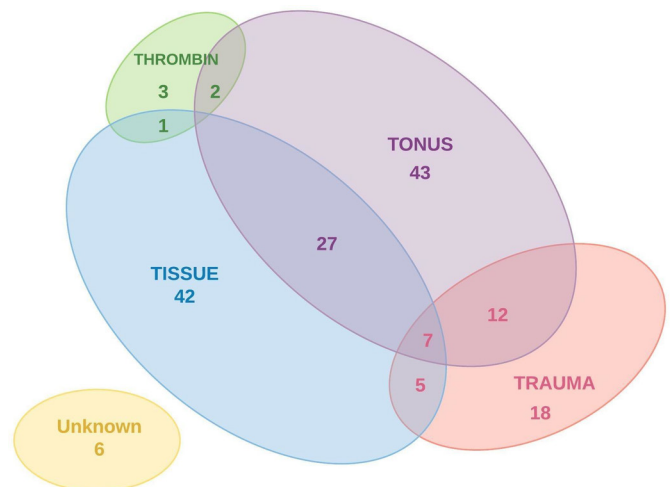 THROMBIN
3
2
1
TONUS
43
27
TISSUE
42
12
7
5
TRAUMA
18
Unknown
6